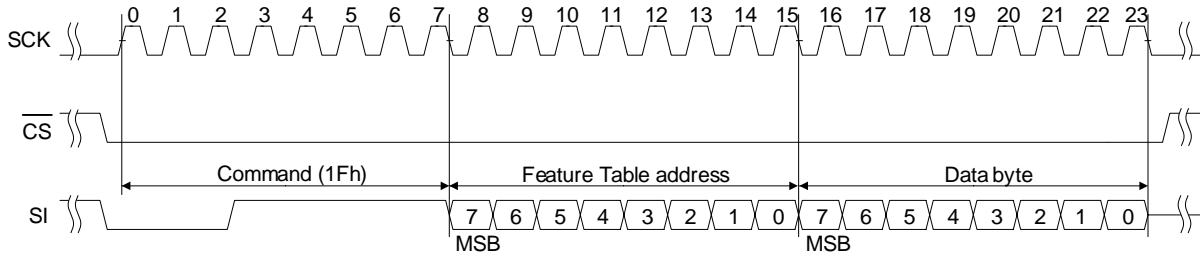 0 1 2 3 4 5 6 7 8 9 10 11 12 13 14 15 16 17 18 19 20 21 22 23
SCK
CS
Command (1Fh) Feature Table address Data byte
SI 7 6 5 4 3 2 1 0 7 6 5 4 3 2 1 0
MSB MSB